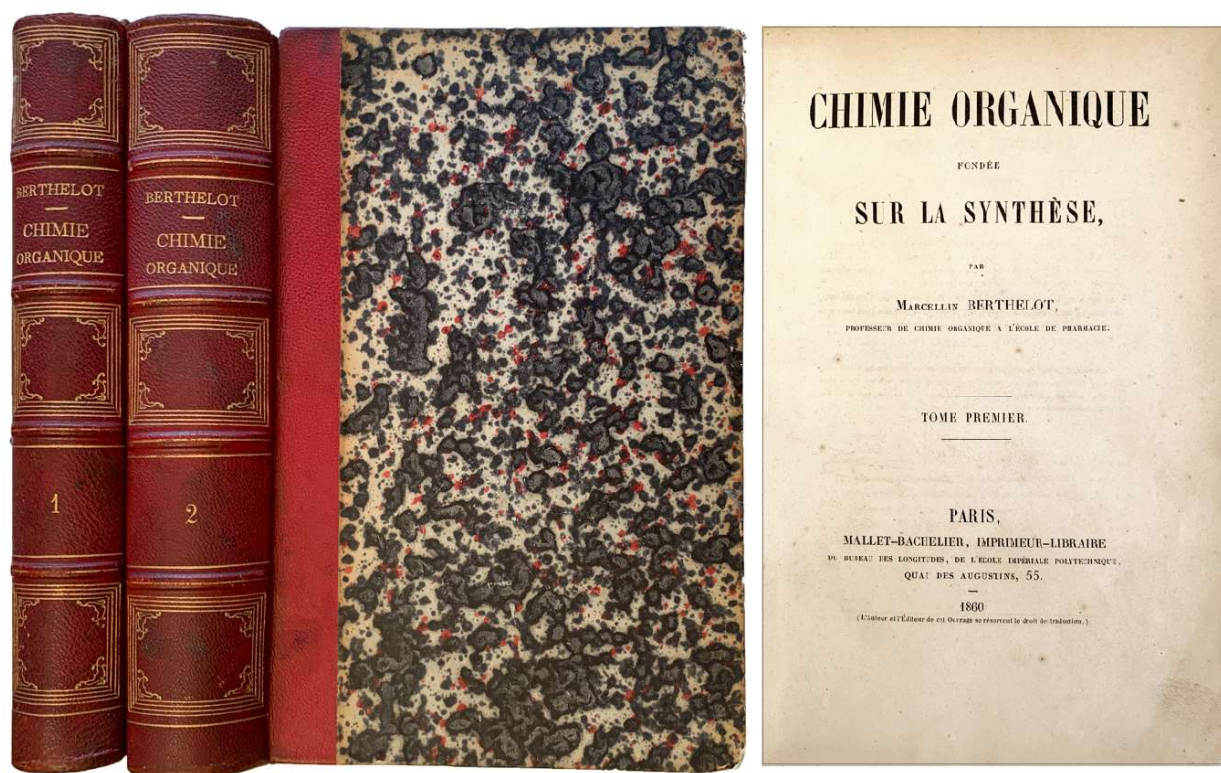 BERTHELOT
CHIMIE
ORGANIQUE
1
BERTHELOT
CHIMIE
ORGANIQUE
2
CHIMIE ORGANIQUE
FONDÉE
SUR LA SYNTHÈSE,
PAR
MARCELLIN BERTHELOT,
PROFESSEUR DE CHIMIE ORGANIQUE A L'ÉCOLE DE PHARMACIE.
TOME PREMIER.
PARIS,
MALLET-BACHELIER, IMPRIMEUR-LIBRAIRE
DU BUREAU DES LONGITUDES, DE L'ÉCOLE IMPÉRIALE POLYTECHNIQUE,
QUAI DES AUGUSTINS, 55.
1860
(L'Auteur et l'Éditeur de cet Ouvrage se réservent le droit de traduction.)